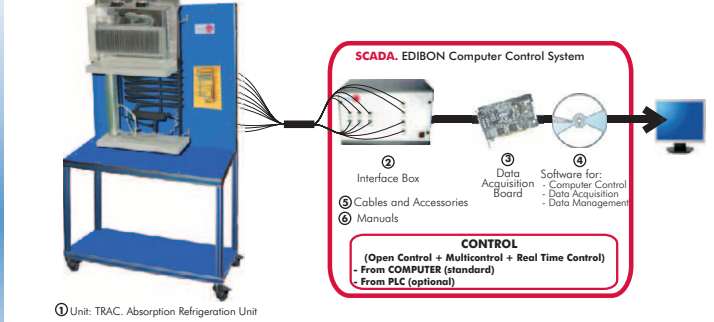 SCADA. EDIBON Computer Control System
②
Interface Box
③
Data
Acquisition
Board
④
Software for:
- Computer Control
- Data Acquisition
- Data Management
⑤ Cables and Accessories
⑥ Manuals
CONTROL
(Open Control + Multicontrol + Real Time Control)
- From COMPUTER (standard)
- From PLC (optional)
① Unit: TRAC. Absorption Refrigeration Unit